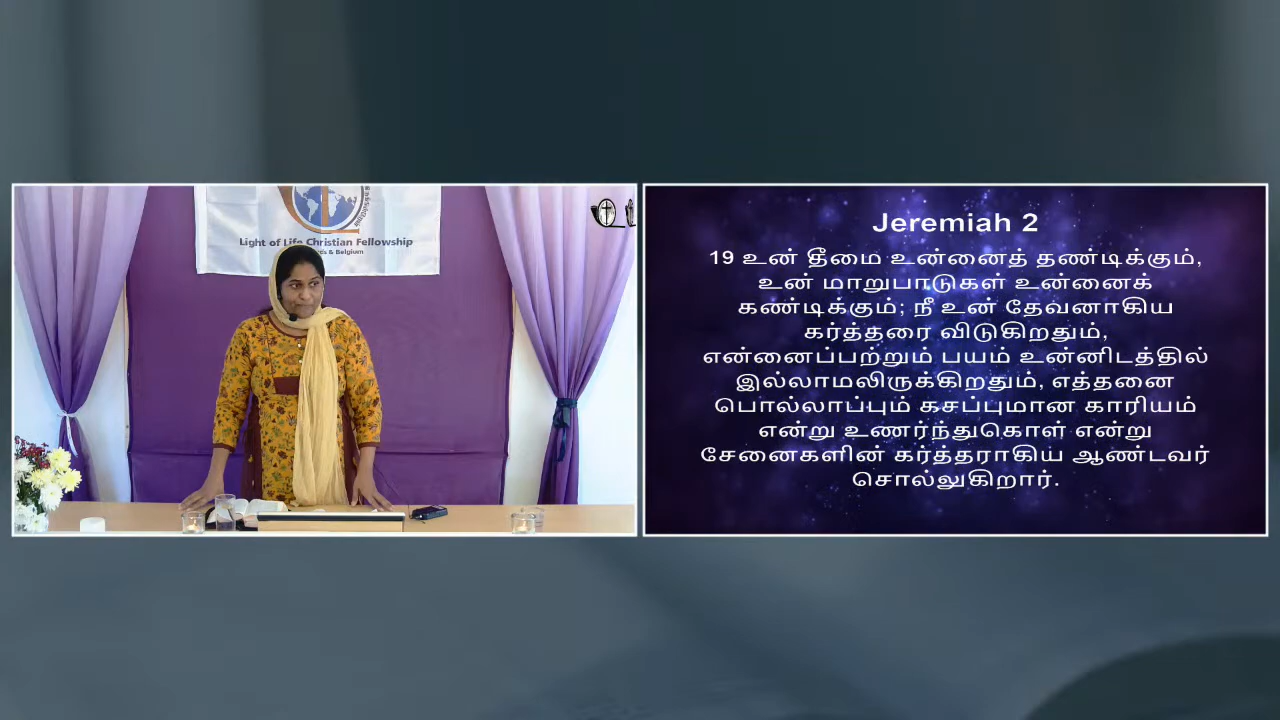 Light of Life Christian Fellowship
& Belgium
Jeremiah 2
19 உன் தீமை உன்னைத் தண்டிக்கும்,
உன் மாறுபாடுகள் உன்னைக்
கண்டிக்கும்; நீ உன் தேவனாகிய
கர்த்தரை விடுகிறதும்,
என்னைப்பற்றும் பயம் உன்னிடத்தில்
இல்லாமலிருக்கிறதும், எத்தனை
பொல்லாப்பும் கசப்புமான காரியம்
என்று உணர்ந்துகொள் என்று
சேனைகளின் கர்த்தராகிய ஆண்டவர்
சொல்லுகிறார்.